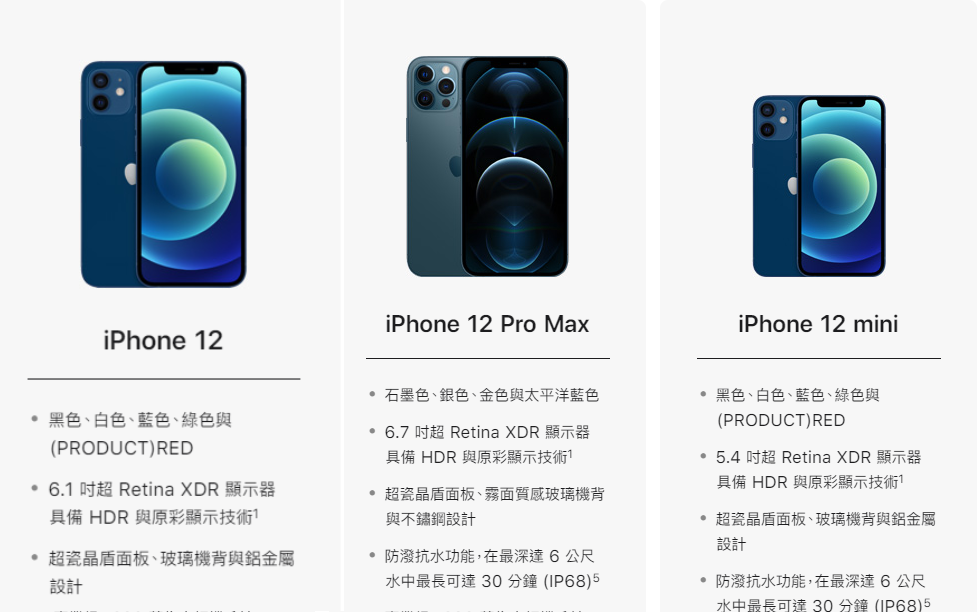 iPhone 12
黑色、白色、藍色、綠色與
(PRODUCT)RED
6.1 吋超 Retina XDR 顯示器
具備 HDR 與原彩顯示技術1
超瓷晶盾面板、玻璃機背與鋁金屬
設計
iPhone 12 Pro Max
石墨色、銀色、金色與太平洋藍色
6.7 吋超 Retina XDR 顯示器
具備 HDR 與原彩顯示技術1
超瓷晶盾面板、霧面質感玻璃機背
與不鏽鋼設計
防潑抗水功能，在最深達 6 公尺
水中最長可達 30 分鐘 (IP68)5
iPhone 12 mini
黑色、白色、藍色、綠色與
(PRODUCT)RED
5.4 吋超 Retina XDR 顯示器
具備 HDR 與原彩顯示技術1
超瓷晶盾面板、玻璃機背與鋁金屬
設計
防潑抗水功能，在最深達 6 公尺
水中最長可達 30 分鐘 (IP68)5